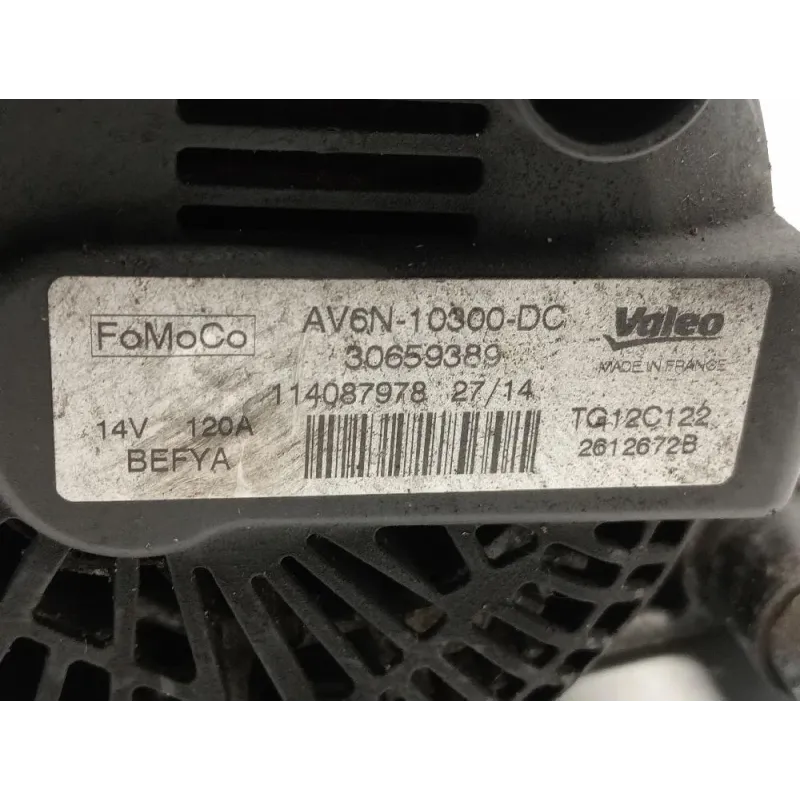 FoMoCo
AV6N-10300-DC
30659389
114087978 27/14
14V 120A
BEFYA
Valeo
MADE IN FRANCE
TG12C122
2612672B